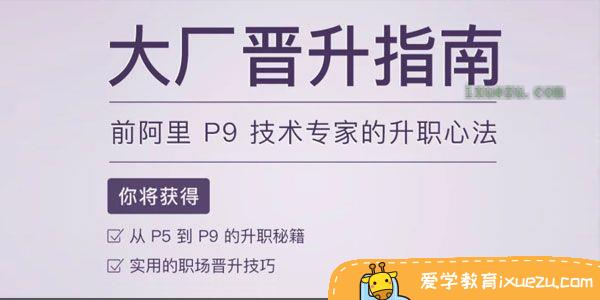 大厂晋升指南
ixuezu.com
前阿里 P9 技术专家的升职心法
你将获得
从 P5 到 P9 的升职秘籍
实用的职场晋升技巧
爱学教育ixuezu.com